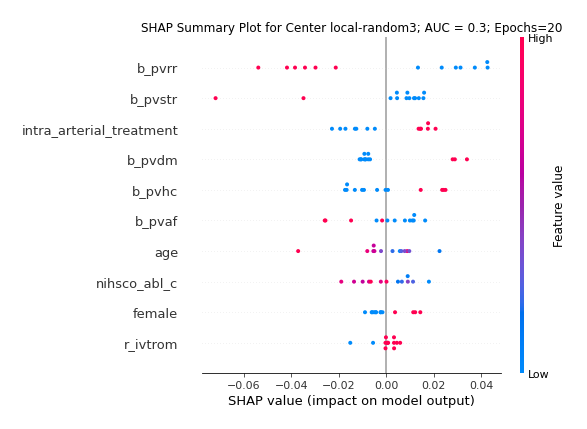 SHAP Summary Plot for Center local-random3; AUC = 0.3; Epochs=20
High
b_pvrr
b_pvstr
intra_arterial_treatment
b_pvdm
b_pvhc
b_pvaf
age
nihsco_abl_c
female
r_ivtrom
Feature value
Low
−0.06 −0.04 −0.02 0.00 0.02 0.04
SHAP value (impact on model output)